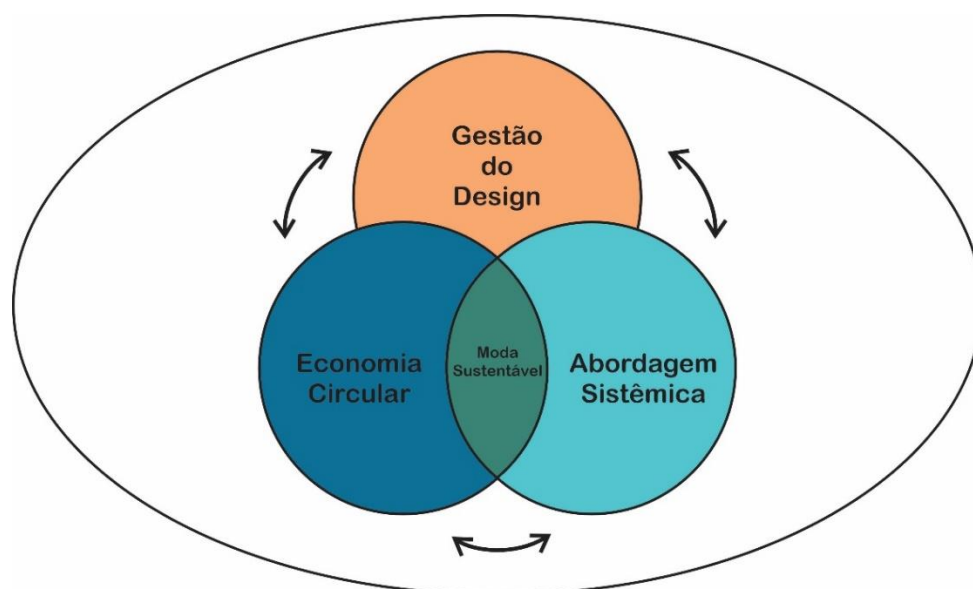 Gestão
do
Design
Economia
Circular
Moda
Sustentável
Abordagem
Sistêmica